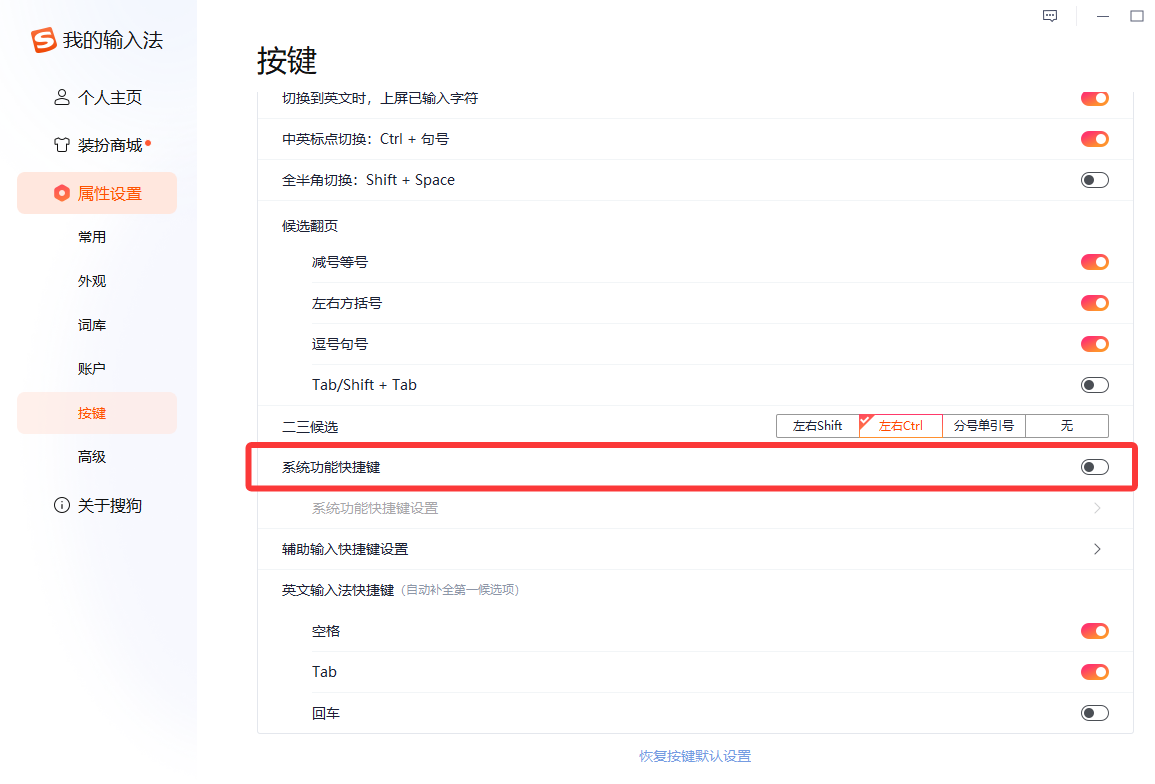 我的输入法
个人主页
装扮商城
属性设置
常用
外观
词库
账户
按键
高级
关于搜狗
按键
切换到英文时，上屏已输入字符
中英标点切换：Ctrl + 句号
全半角切换：Shift + Space
候选翻页
减号等号
左右方括号
逗号句号
Tab/Shift + Tab
二三候选 左右Shift 左右Ctrl 分号单引号 无
系统功能快捷键
系统功能快捷键设置
辅助输入快捷键设置
英文输入法快捷键（自动补全第一候选项）
空格
Tab
回车
恢复按键默认设置